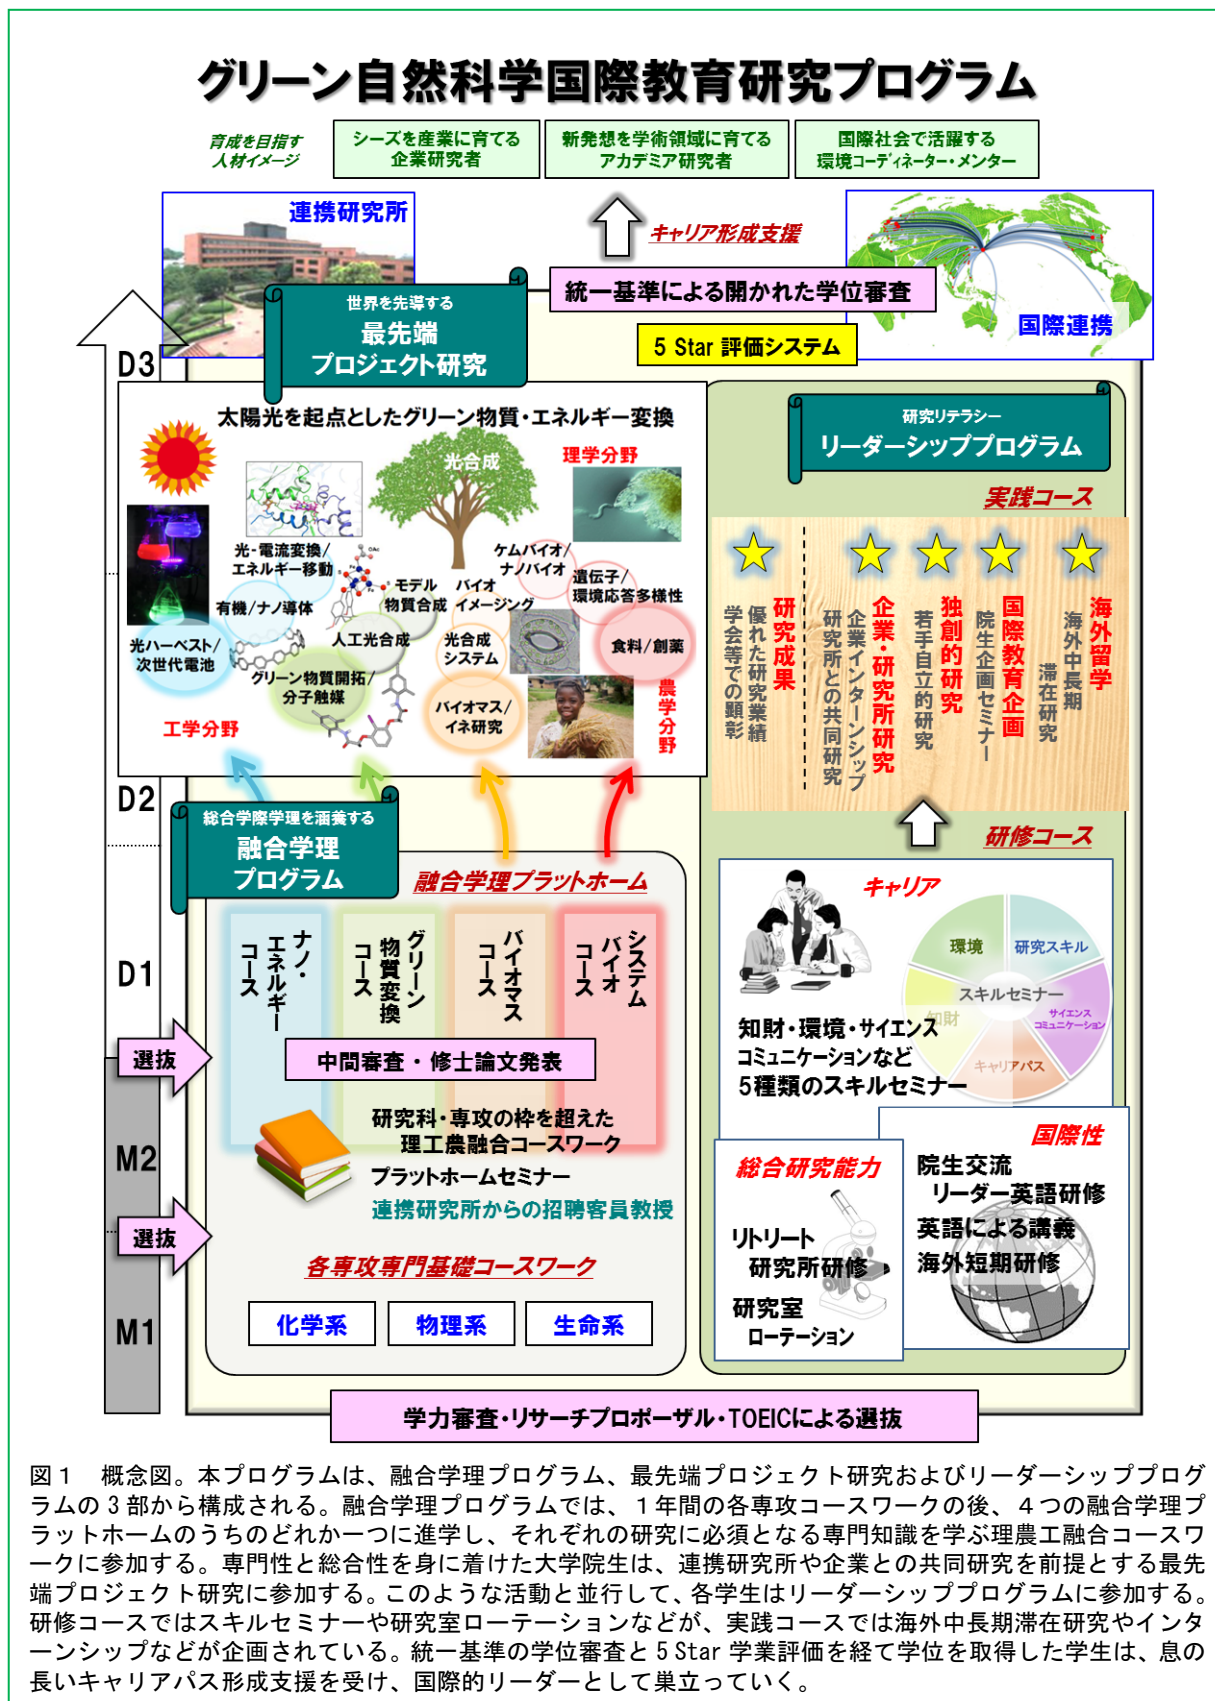 グリーン自然科学国際教育研究プログラム
育成を目指す
人材イメージ
シーズを産業に育てる
企業研究者
新発想を学術領域に育てる
アカデミア研究者
国際社会で活躍する
環境コーディネーター・メンター
連携研究所
キャリア形成支援
国際連携
統一基準による開かれた学位審査
5 Star 評価システム
世界を先導する
最先端
プロジェクト研究
D3
太陽光を起点としたグリーン物質・エネルギー変換
光合成
理学分野
光-電流変換/
エネルギー移動
ケムバイオ/
ナノバイオ
OAc
モデル
物質合成
バイオ
イメージング
遺伝子/
環境応答多様性
有機/ナノ導体
人工光合成
光合成
システム
食料/創薬
光ハーベスト/
次世代電池
グリーン物質開拓/
分子触媒
バイオマス/
イネ研究
農学分野
工学分野
研究リテラシー
リーダーシッププログラム
実践コース
研究成果
優れた研究業績
学会等での顕彰
企業・研究所研究
企業インターンシップ
研究所との共同研究
独創的研究
若手自立的研究
国際教育企画
院生企画セミナー
海外留学
海外中長期
滞在研究
D2
総合学際学理を涵養する
融合学理
プログラム
融合学理プラットホーム
ナノ・
エネルギー
コース
グリーン
物質変換
コース
バイオマス
コース
システム
バイオ
コース
D1
選抜
中間審査・修士論文発表
M2
研究科・専攻の枠を超えた
理工農融合コースワーク
プラットホームセミナー
連携研究所からの招聘客員教授
選抜
各専攻専門基礎コースワーク
化学系
物理系
生命系
M1
研修コース
キャリア
環境
研究スキル
スキルセミナー
知財
サイエンス
コミュニケーション
キャリアパス
知財・環境・サイエンス
コミュニケーションなど
5種類のスキルセミナー
総合研究能力
リトリート
研究所研修
研究室
ローテーション
国際性
院生交流
リーダー英語研修
英語による講義
海外短期研修
学力審査・リサーチプロポーザル・TOEICによる選抜
図１　概念図。本プログラムは、融合学理プログラム、最先端プロジェクト研究およびリーダーシッププログ
ラムの３部から構成される。融合学理プログラムでは、１年間の各専攻コースワークの後、４つの融合学理プ
ラットホームのうちのどれか一つに進学し、それぞれの研究に必須となる専門知識を学ぶ理農工融合コースワ
ークに参加する。専門性と総合性を身に着けた大学院生は、連携研究所や企業との共同研究を前提とする最先
端プロジェクト研究に参加する。このような活動と並行して、各学生はリーダーシッププログラムに参加する。
研修コースではスキルセミナーや研究室ローテーションなどが、実践コースでは海外中長期滞在研究やインタ
ーンシップなどが企画されている。統一基準の学位審査と 5 Star 学業評価を経て学位を取得した学生は、息の
長いキャリアパス形成支援を受け、国際的リーダーとして巣立っていく。